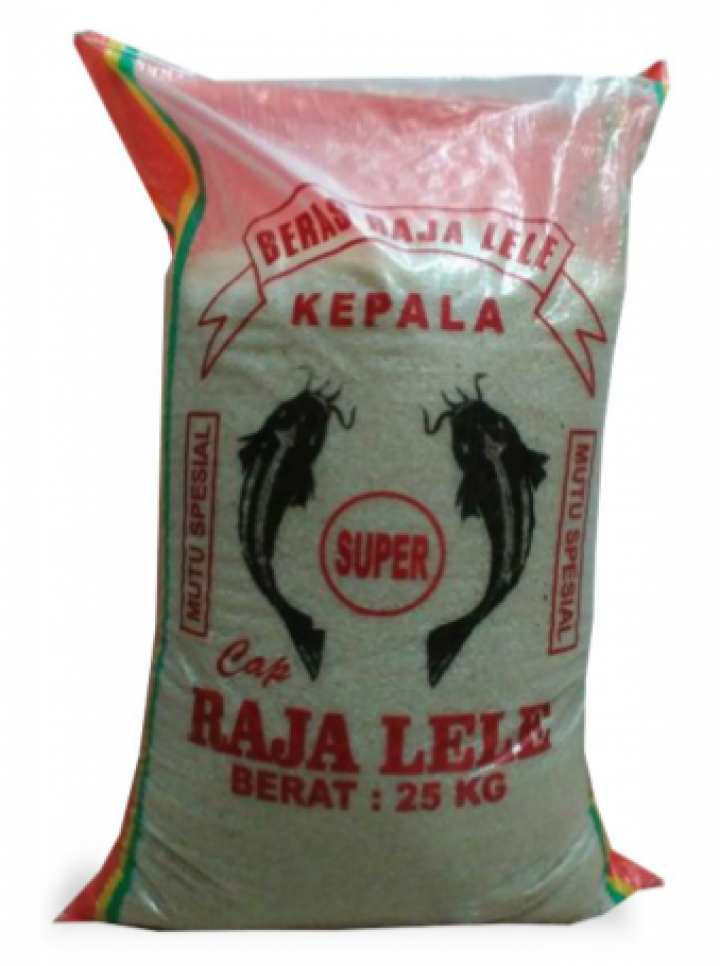 BERAS RAJA LELE
KEPALA
MUTU SPESIAL
SUPER
MUTU SPESIAL
Cap
RAJA LELE
BERAT : 25 KG